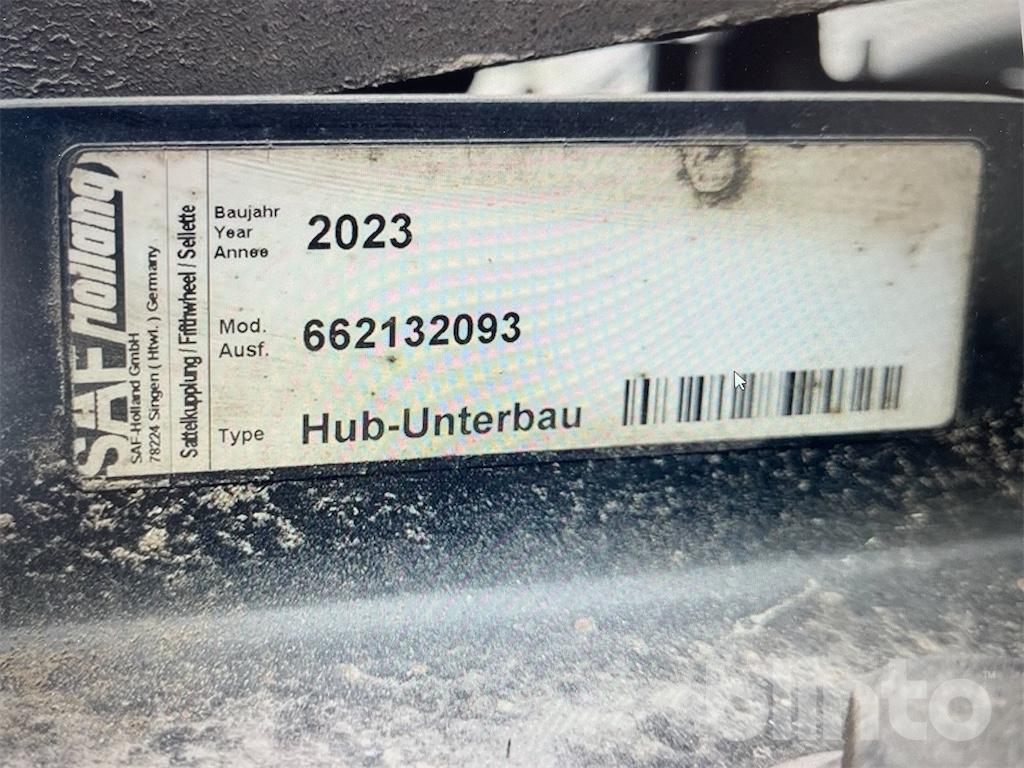 SAF Holland
SAF-Holland GmbH
78224 Singen ( Htwl. ) Germany
Sattelkupplung / Fifthwheel / Sellette
Baujahr
Year
Annee
2023
Mod.
Ausf.
662132093
Type
Hub-Unterbau
blinto™